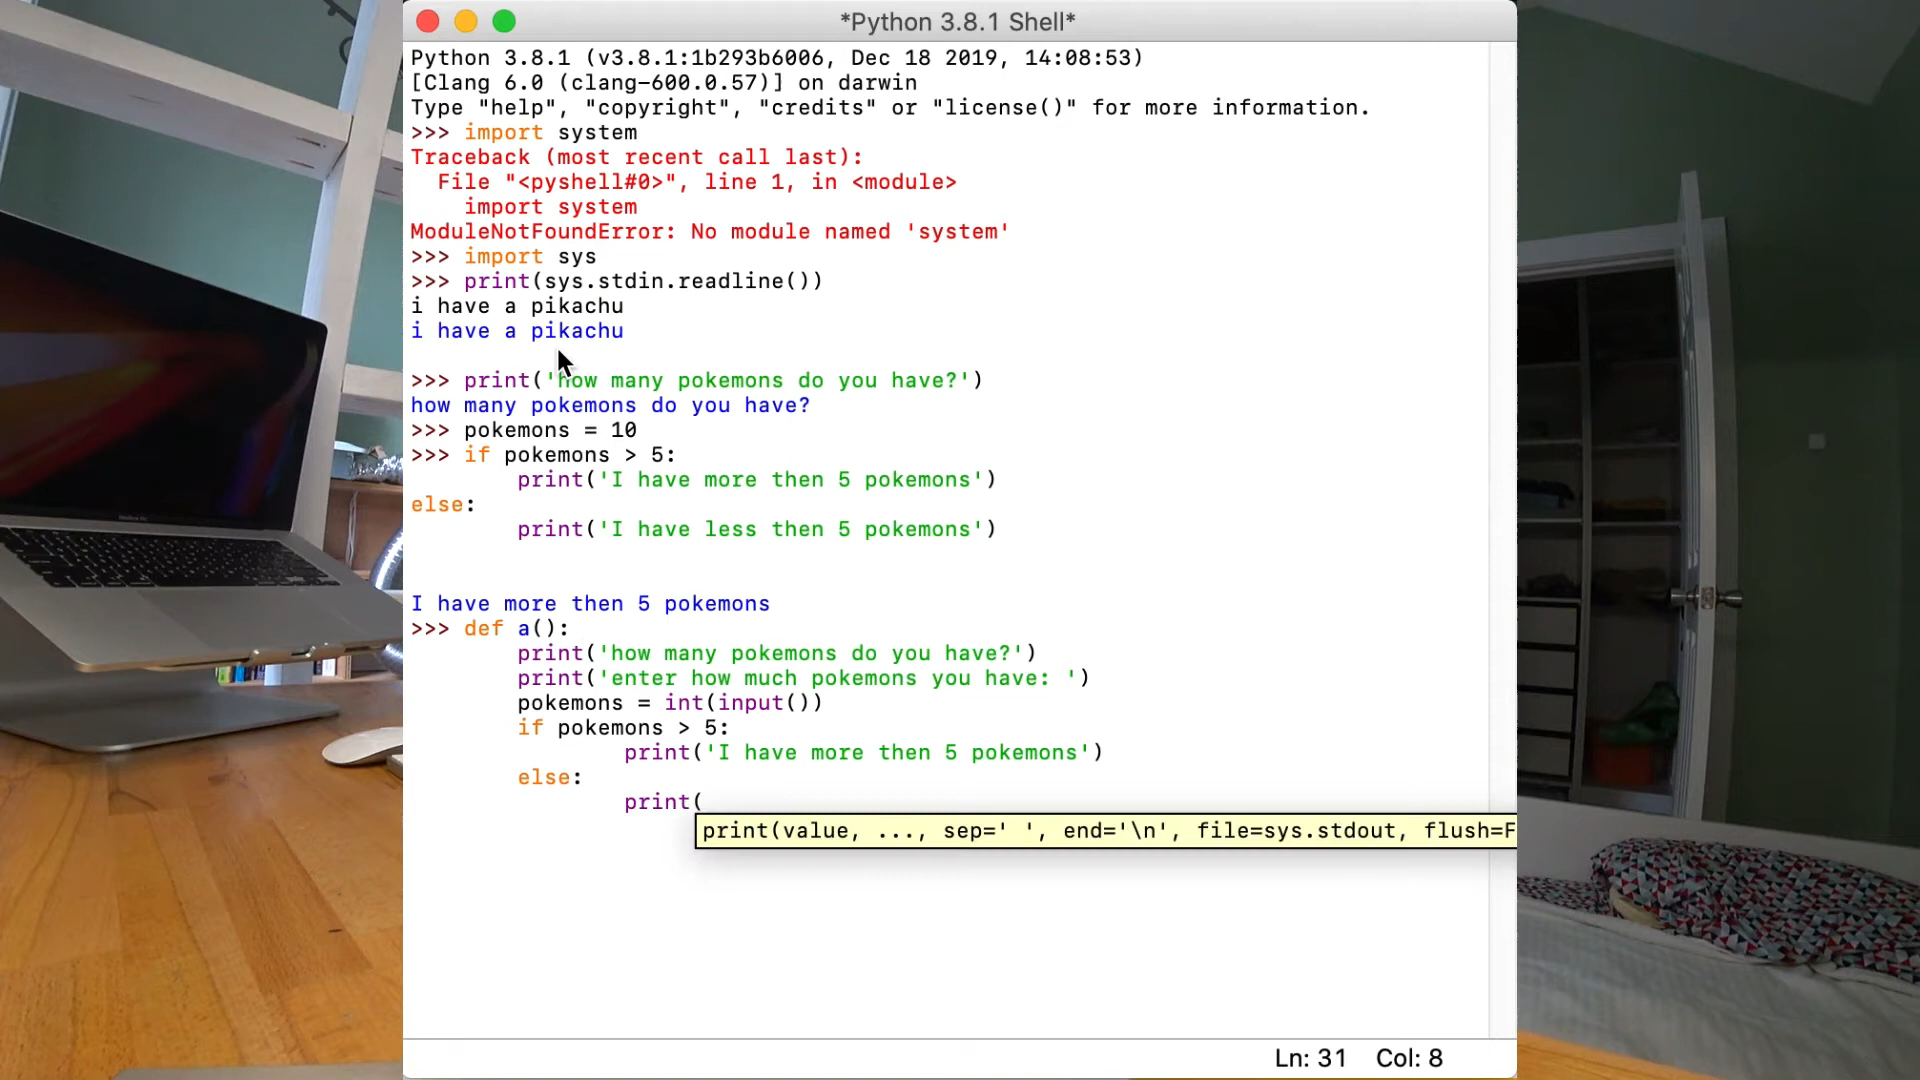 *Python 3.8.1 Shell*
Python 3.8.1 (v3.8.1:1b293b6006, Dec 18 2019, 14:08:53)
[Clang 6.0 (clang-600.0.57)] on darwin
Type "help", "copyright", "credits" or "license()" for more information.
>>> import system
Traceback (most recent call last):
  File "<pyshell#0>", line 1, in <module>
    import system
ModuleNotFoundError: No module named 'system'
>>> import sys
>>> print(sys.stdin.readline())
i have a pikachu
i have a pikachu
>>> print('how many pokemons do you have?')
how many pokemons do you have?
>>> pokemons = 10
>>> if pokemons > 5:
        print('I have more then 5 pokemons')
else:
        print('I have less then 5 pokemons')
I have more then 5 pokemons
>>> def a():
        print('how many pokemons do you have?')
        print('enter how much pokemons you have: ')
        pokemons = int(input())
        if pokemons > 5:
                print('I have more then 5 pokemons')
        else:
                print(
print(value, ..., sep=' ', end='\n', file=sys.stdout, flush=F
Ln: 31 Col: 8